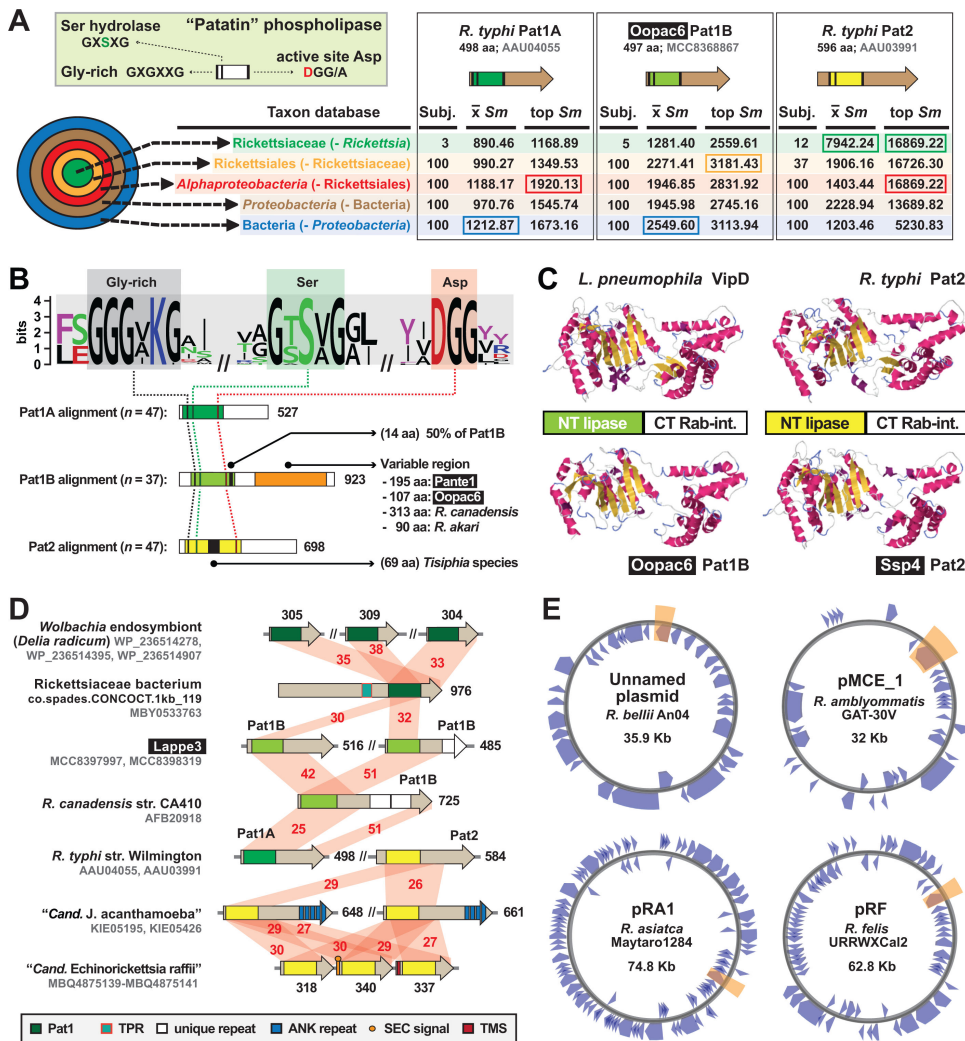 A
"Patatin" phospholipase
Ser hydrolase
GXSXG
Gly-rich GXGXXG
active site Asp
DGG/A
R. typhi Pat1A
498 aa; AAU04055
Oopac6 Pat1B
497 aa; MCC8368867
R. typhi Pat2
596 aa; AAU03991
Taxon database
Subj. x̄ Sm top Sm Subj. x̄ Sm top Sm Subj. x̄ Sm top Sm
Rickettsiaceae (- Rickettsia) 3 890.46 1168.89 5 1281.40 2559.61 12 7942.24 16869.22
Rickettsiales (- Rickettsiaceae) 100 990.27 1349.53 100 2271.41 3181.43 37 1906.16 16726.30
Alphaproteobacteria (- Rickettsiales) 100 1188.17 1920.13 100 1946.85 2831.92 100 1403.44 16869.22
Proteobacteria (- Bacteria) 100 970.76 1545.74 100 1945.98 2745.16 100 2228.94 13689.82
Bacteria (- Proteobacteria) 100 1212.87 1673.16 100 2549.60 3113.94 100 1203.46 5230.83
B
Gly-rich
Ser
Asp
bits
4
3
2
1
0
//
//
Pat1A alignment (n = 47): 527
(14 aa) 50% of Pat1B
Pat1B alignment (n = 37): 923
Variable region
- 195 aa: Pante1
- 107 aa: Oopac6
- 313 aa: R. canadensis
- 90 aa: R. akari
Pat2 alignment (n = 47): 698
(69 aa) Tisiphia species
C
L. pneumophila VipD
R. typhi Pat2
NT lipase CT Rab-int.
NT lipase CT Rab-int.
Oopac6 Pat1B
Ssp4 Pat2
D
305 // 309 // 304
Wolbachia endosymbiont
(Delia radicum) WP_236514278,
WP_236514395, WP_236514907
35 38 33
Rickettsiaceae bacterium
co.spades.CONCOCT.1kb_119
MBY0533763
976
30 32
Pat1B Pat1B
Lappe3
MCC8397997, MCC8398319
516 // 485
42 51
Pat1B
R. canadensis str. CA410
AFB20918
725
25 51
Pat1A Pat2
R. typhi str. Wilmington
AAU04055, AAU03991
498 // 584
29 26
"Cand. J. acanthamoeba"
KIE05195, KIE05426
648 // 661
29 27
30 30 29 27
"Cand. Echinorickettsia raffii"
MBQ4875139-MBQ4875141
318 340 337
Pat1 TPR unique repeat ANK repeat SEC signal TMS
E
Unnamed
plasmid
R. bellii An04
35.9 Kb
pMCE_1
R. amblyommatis
GAT-30V
32 Kb
pRA1
R. asiatca
Maytaro1284
74.8 Kb
pRF
R. felis
URRWXCal2
62.8 Kb